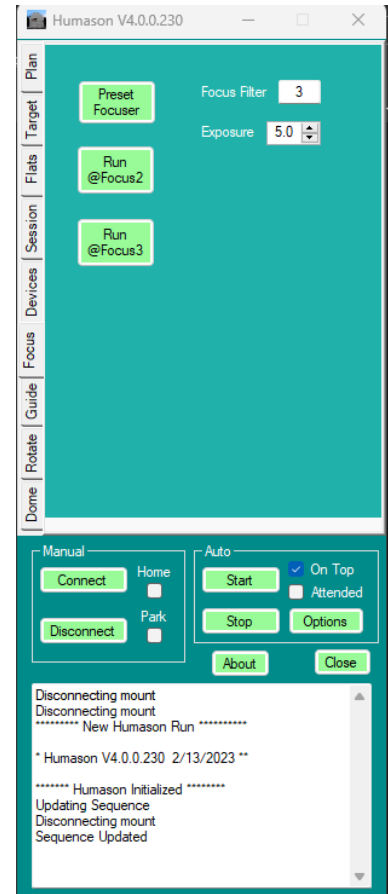 Humason V4.0.0.230
Plan
Target
Flats
Session
Devices
Focus
Guide
Rotate
Dome
Preset
Focuser
Focus Filter 3
Exposure 5.0
Run
@Focus2
Run
@Focus3
Manual
Connect
Home
Disconnect
Park
Auto
Start
On Top
Attended
Stop
Options
About
Close
Disconnecting mount
Disconnecting mount
********* New Humason Run **********
* Humason V4.0.0.230  2/13/2023 **
******* Humason Initialized ********
Updating Sequence
Disconnecting mount
Sequence Updated